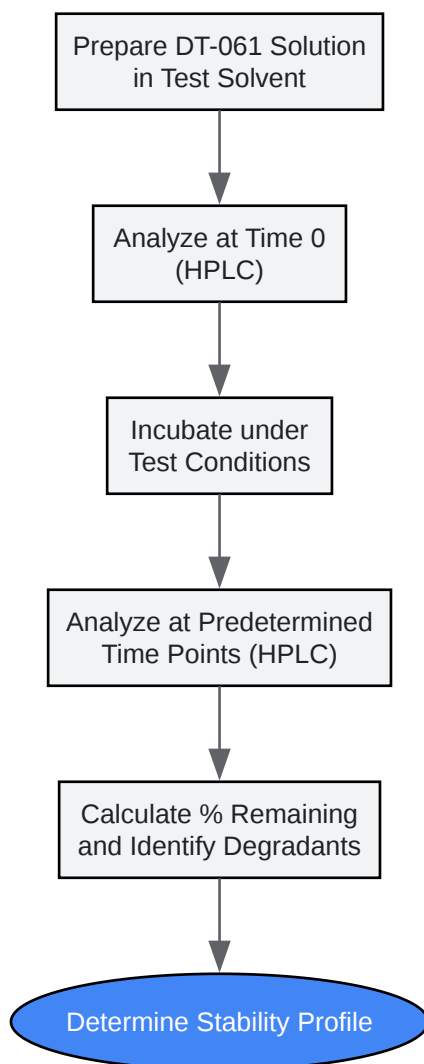 Prepare DT-061 Solution
in Test Solvent
Analyze at Time 0
(HPLC)
Incubate under
Test Conditions
Analyze at Predetermined
Time Points (HPLC)
Calculate % Remaining
and Identify Degradants
Determine Stability Profile